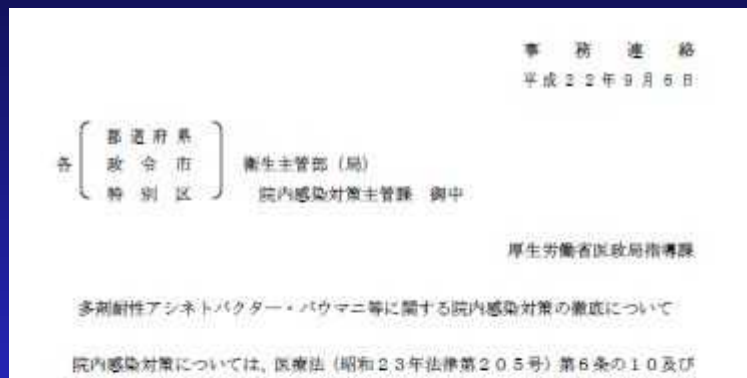 事務連絡
平成22年9月6日
都道府県
各 政令市 衛生主管部（局）
特別区 院内感染対策主管課 御中
厚生労働省医政局指導課
多剤耐性アシネトバクター・バウマニ等に関する院内感染対策の徹底について
院内感染対策については、医療法（昭和23年法律第205号）第6条の10及び